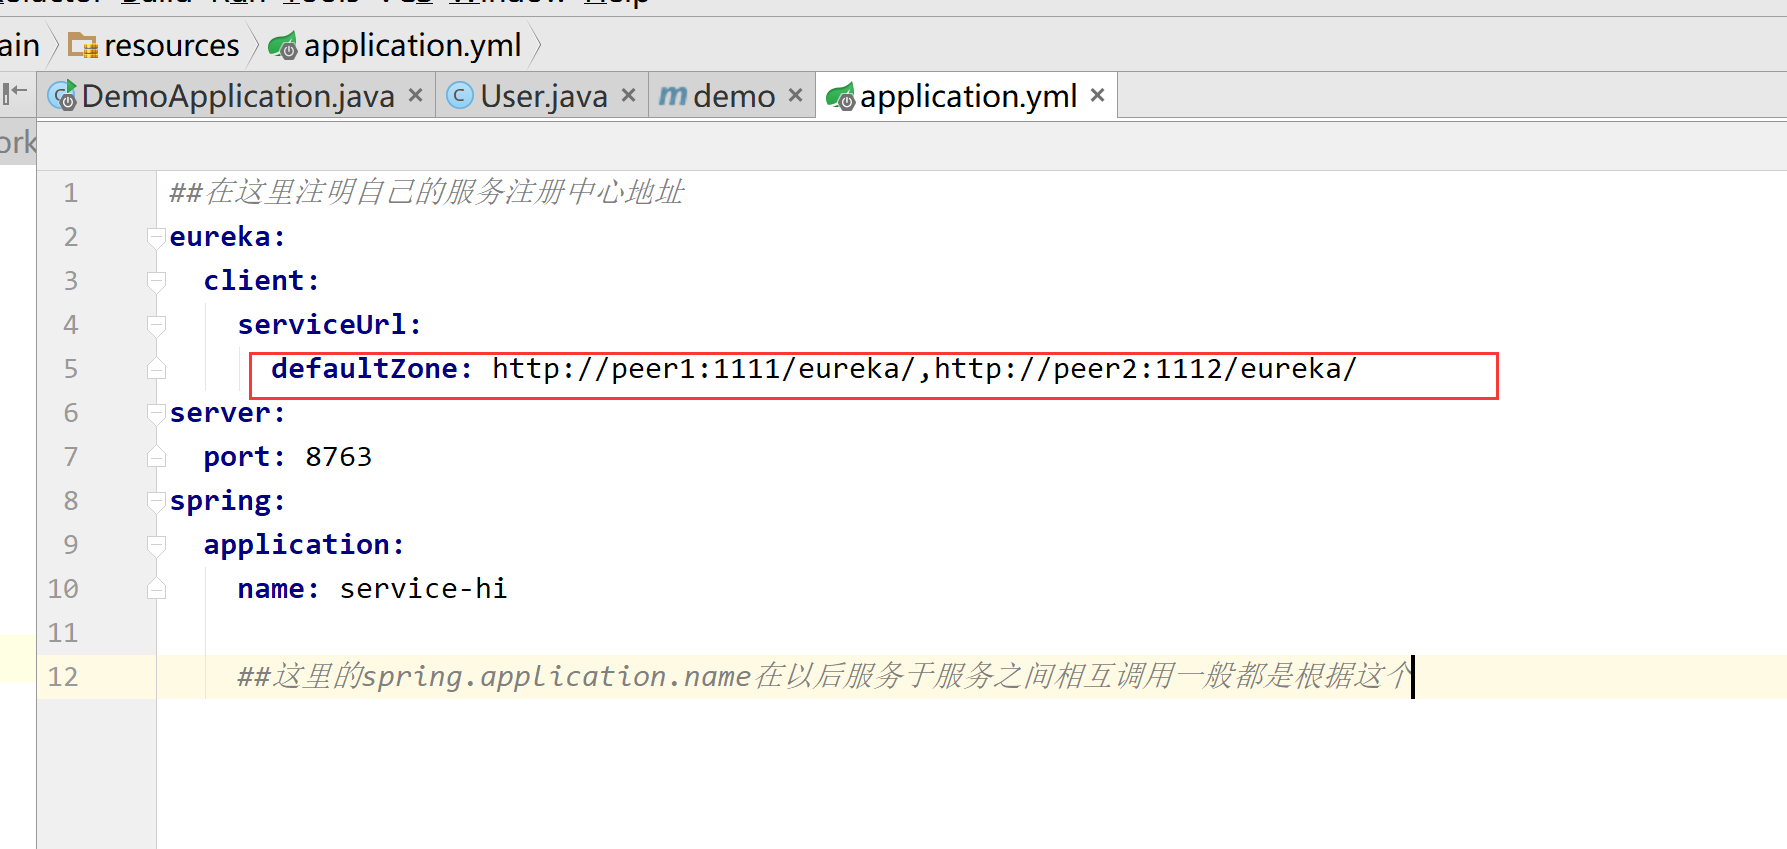 resources
application.yml
DemoApplication.java
User.java
demo
application.yml
1 ##在这里注明自己的服务注册中心地址
2 eureka:
3 client:
4 serviceUrl:
5 defaultZone: http://peer1:1111/eureka/,http://peer2:1112/eureka/
6 server:
7 port: 8763
8 spring:
9 application:
10 name: service-hi
11
12 ##这里的spring.application.name在以后服务于服务之间相互调用一般都是根据这个